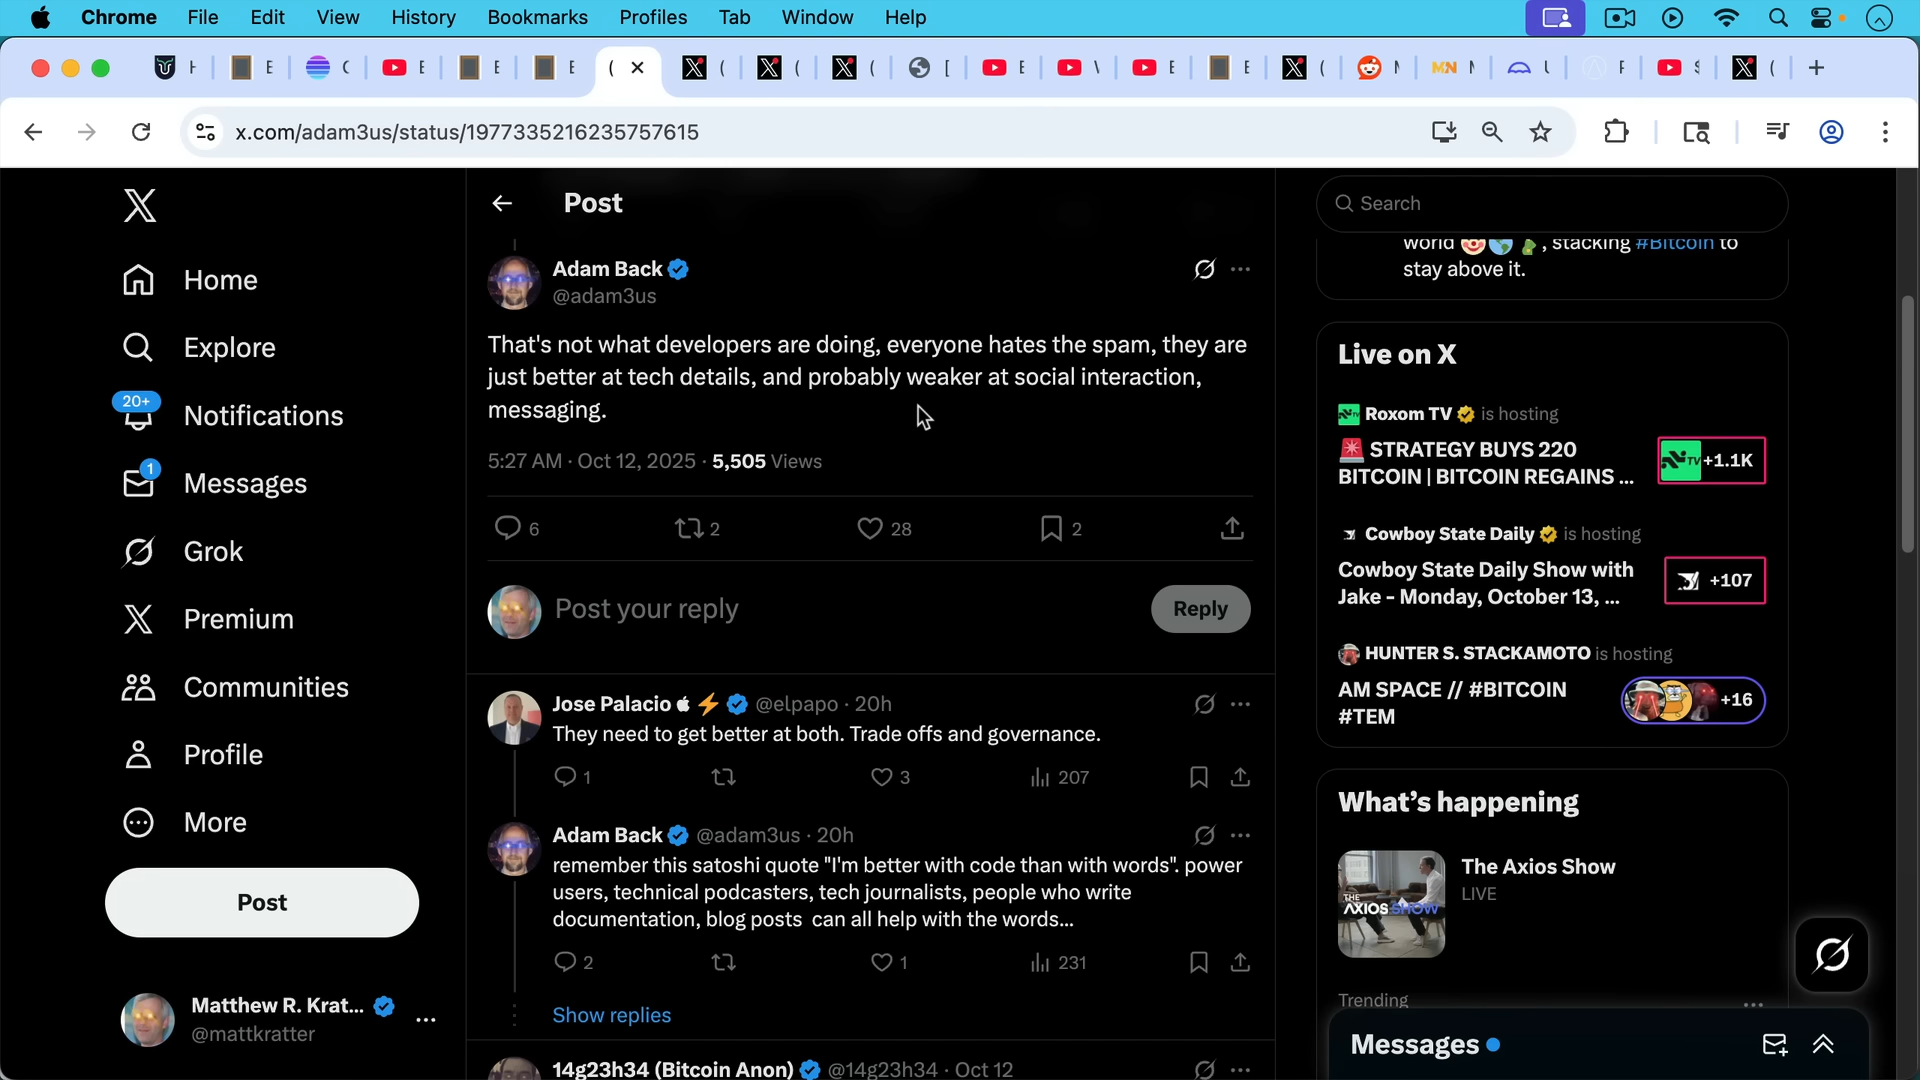 Chrome File Edit View History Bookmarks Profiles Tab Window Help
x.com/adam3us/status/1977335216235757615
Home
Explore
20+
Notifications
1
Messages
Grok
Premium
Communities
Profile
More
Post
Matthew R. Krat...
@mattkratter
Post
Adam Back
@adam3us
That's not what developers are doing, everyone hates the spam, they are
just better at tech details, and probably weaker at social interaction,
messaging.
5:27 AM · Oct 12, 2025 · 5,505 Views
6 2 28 2
Post your reply
Reply
Jose Palacio @elpapo · 20h
They need to get better at both. Trade offs and governance.
1 3 207
Adam Back @adam3us · 20h
remember this satoshi quote "I'm better with code than with words". power
users, technical podcasters, tech journalists, people who write
documentation, blog posts can all help with the words...
2 1 231
Show replies
14g23h34 (Bitcoin Anon) @14g23h34 · Oct 12
Search
world 🤡🌎, stacking #Bitcoin to
stay above it.
Live on X
Roxom TV is hosting
🚨 STRATEGY BUYS 220
BITCOIN | BITCOIN REGAINS ...
+1.1K
Cowboy State Daily is hosting
Cowboy State Daily Show with
Jake - Monday, October 13, ...
+107
HUNTER S. STACKAMOTO is hosting
AM SPACE // #BITCOIN
#TEM
+16
What's happening
THE
AXIOS SHOW
The Axios Show
LIVE
Trending
Messages